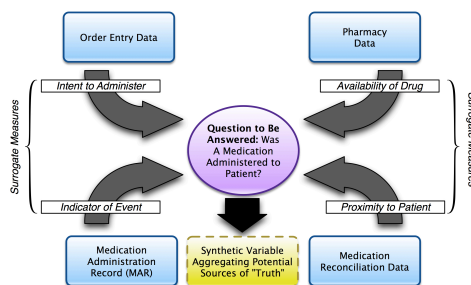 Order Entry Data
Pharmacy
Data
Intent to Administer
Availability of Drug
Surrogate Measures
Question to Be
Answered: Was
A Medication
Administered to
Patient?
Surrogate Measures
Indicator of Event
Proximity to Patient
Medication
Administration
Record (MAR)
Synthetic Variable
Aggregating Potential
Sources of "Truth"
Medication
Reconciliation Data